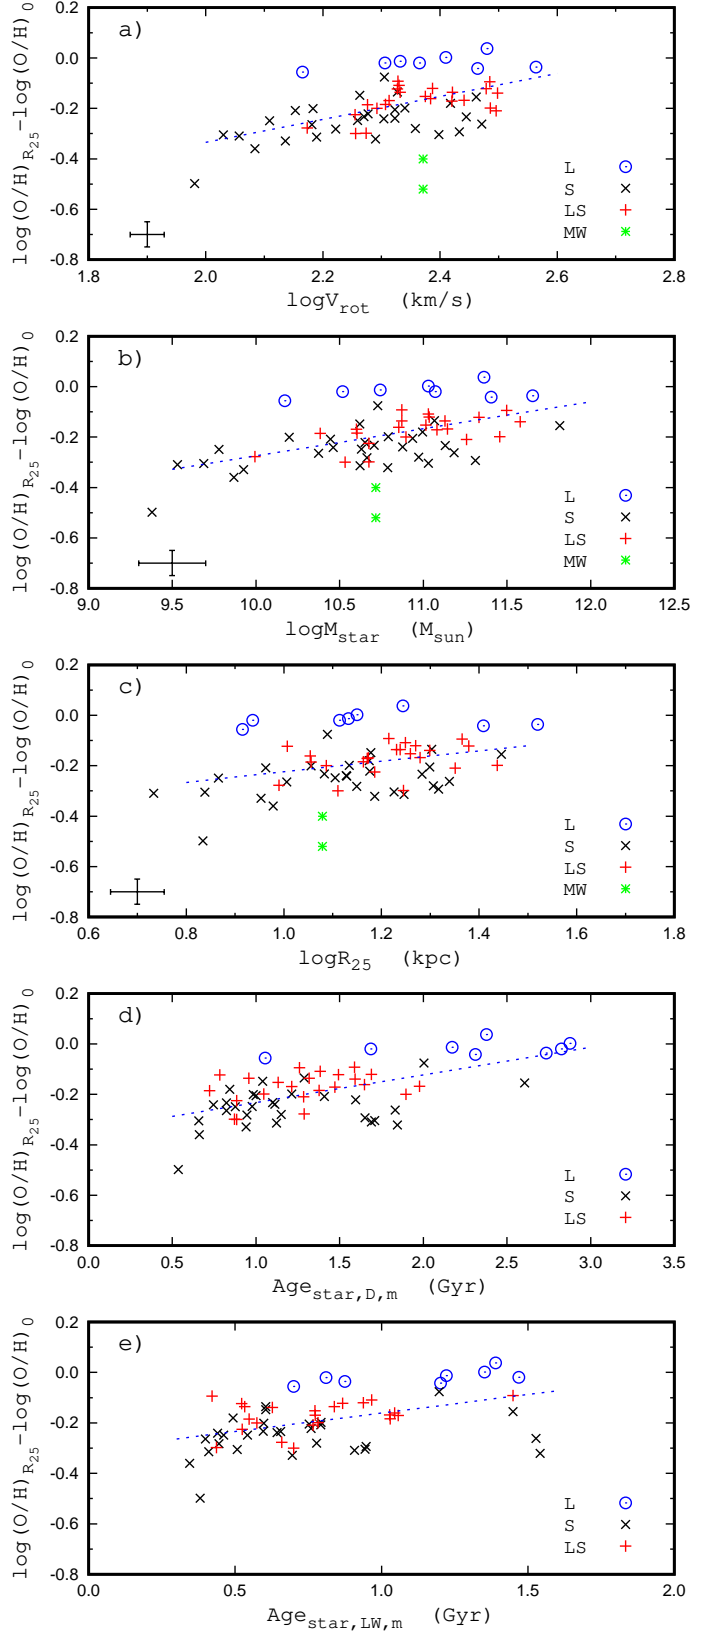 a)
log(O/H)R25-log(O/H)0
0.2
0.0
-0.2
-0.4
-0.6
-0.8
L
S
LS
MW
1.8 2.0 2.2 2.4 2.6 2.8
logVrot (km/s)
b)
log(O/H)R25-log(O/H)0
0.2
0.0
-0.2
-0.4
-0.6
-0.8
L
S
LS
MW
9.0 9.5 10.0 10.5 11.0 11.5 12.0 12.5
logMstar (Msun)
c)
log(O/H)R25-log(O/H)0
0.2
0.0
-0.2
-0.4
-0.6
-0.8
L
S
LS
MW
0.6 0.8 1.0 1.2 1.4 1.6 1.8
logR25 (kpc)
d)
log(O/H)R25-log(O/H)0
0.2
0.0
-0.2
-0.4
-0.6
-0.8
L
S
LS
0.0 0.5 1.0 1.5 2.0 2.5 3.0 3.5
Agestar,D,m (Gyr)
e)
log(O/H)R25-log(O/H)0
0.2
0.0
-0.2
-0.4
-0.6
-0.8
L
S
LS
0.0 0.5 1.0 1.5 2.0
Agestar,LW,m (Gyr)